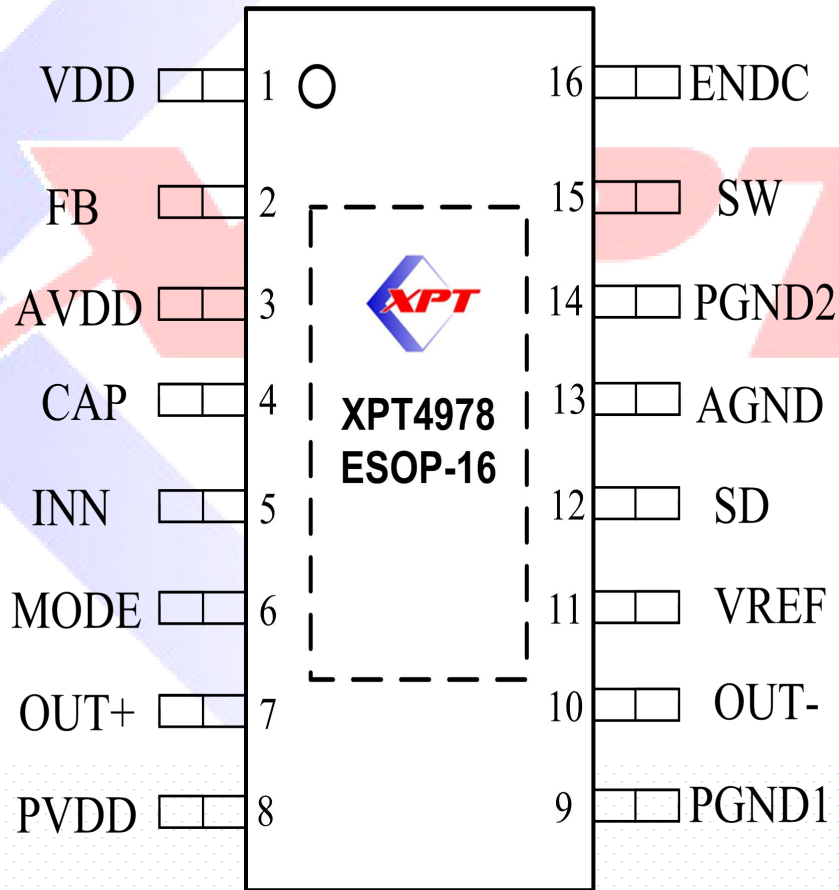 VDD 1 16 ENDC
FB 2 15 SW
AVDD 3 14 PGND2
XPT
CAP 4 13 AGND
XPT4978
ESOP-16
INN 5 12 SD
MODE 6 11 VREF
OUT+ 7 10 OUT-
PVDD 8 9 PGND1